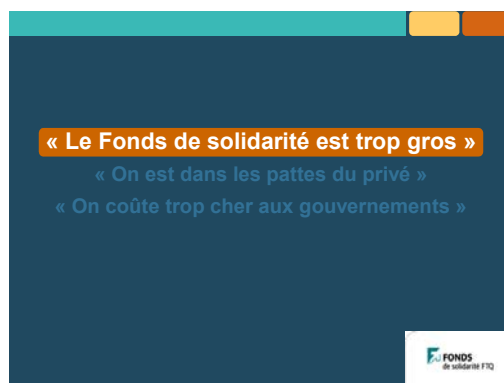 « Le Fonds de solidarité est trop gros »
« On est dans les pattes du privé »
« On coûte trop cher aux gouvernements »
FONDS
de solidarité FTQ